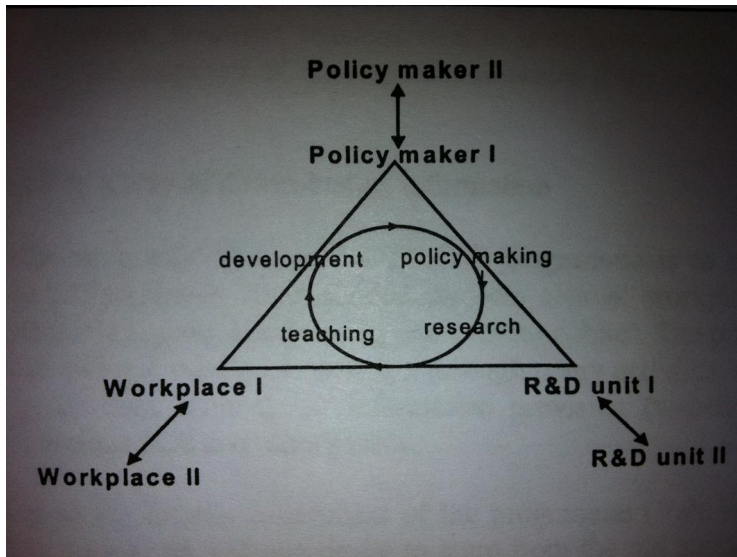 Policy maker II
Policy maker I
development policy making
teaching research
Workplace I R&D unit I
Workplace II R&D unit II